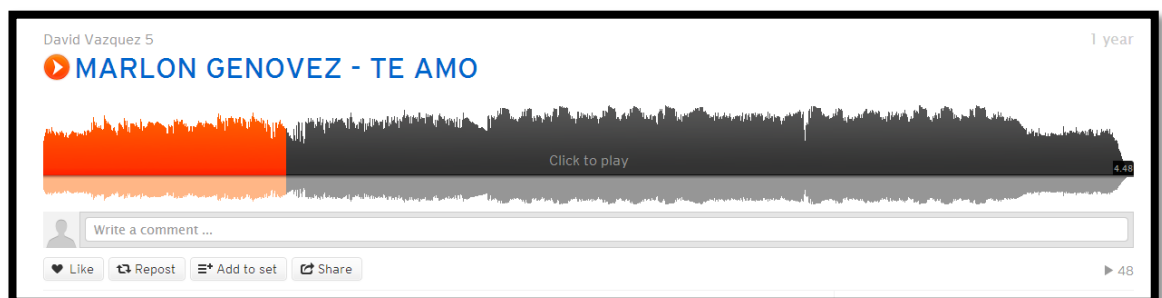 David Vazquez 5
1 year
MARLON GENOVEZ - TE AMO
Click to play
4.48
Write a comment ...
Like
Repost
Add to set
Share
48